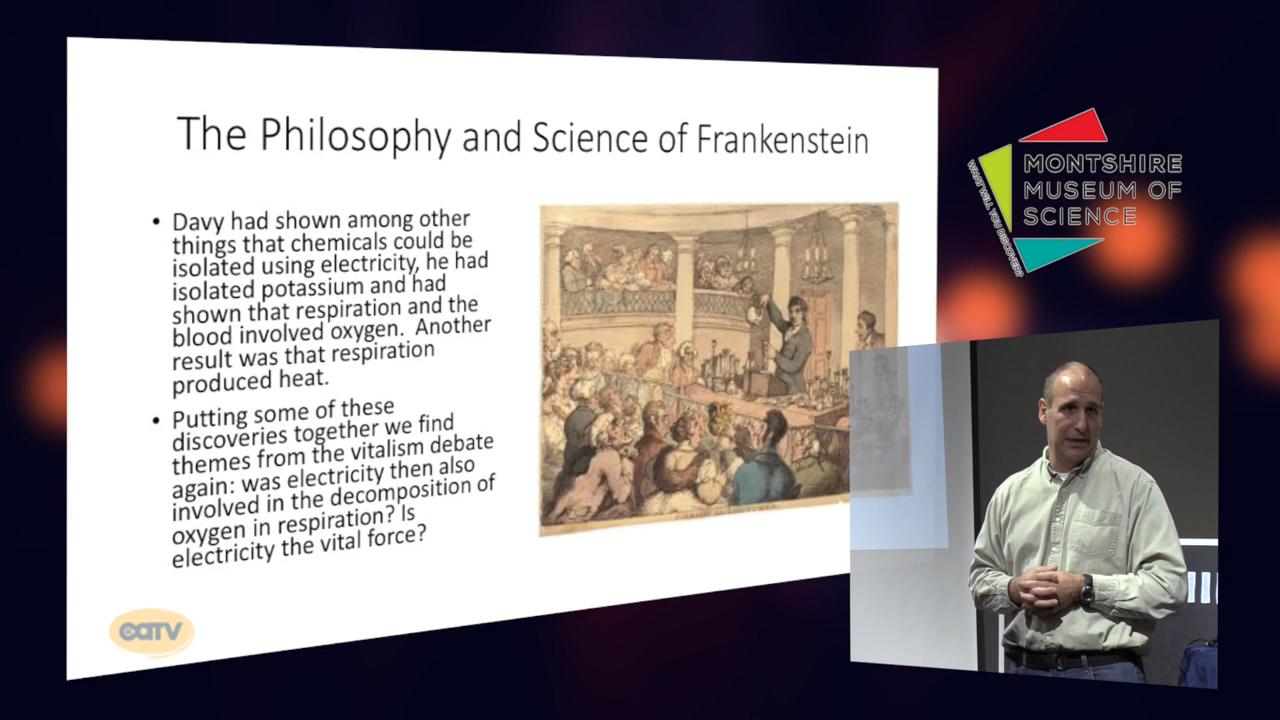 The Philosophy and Science of Frankenstein
• Davy had shown among other
things that chemicals could be
isolated using electricity, he had
isolated potassium and had
shown that respiration and the
blood involved oxygen. Another
result was that respiration
produced heat.
• Putting some of these
discoveries together we find
themes from the vitalism debate
again: was electricity then also
involved in the decomposition of
oxygen in respiration? Is
electricity the vital force?
CATV
WHAT WILL YOU DISCOVER?
MONTSHIRE
MUSEUM OF
SCIENCE